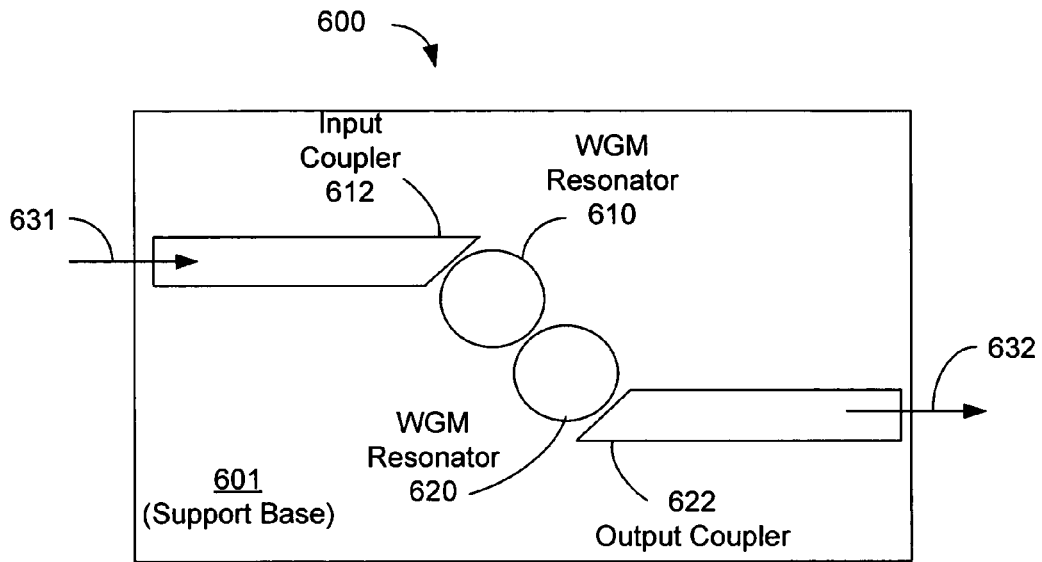 600
Input
Coupler
612
WGM
Resonator
610
631
632
WGM
Resonator
620
601
(Support Base)
622
Output Coupler